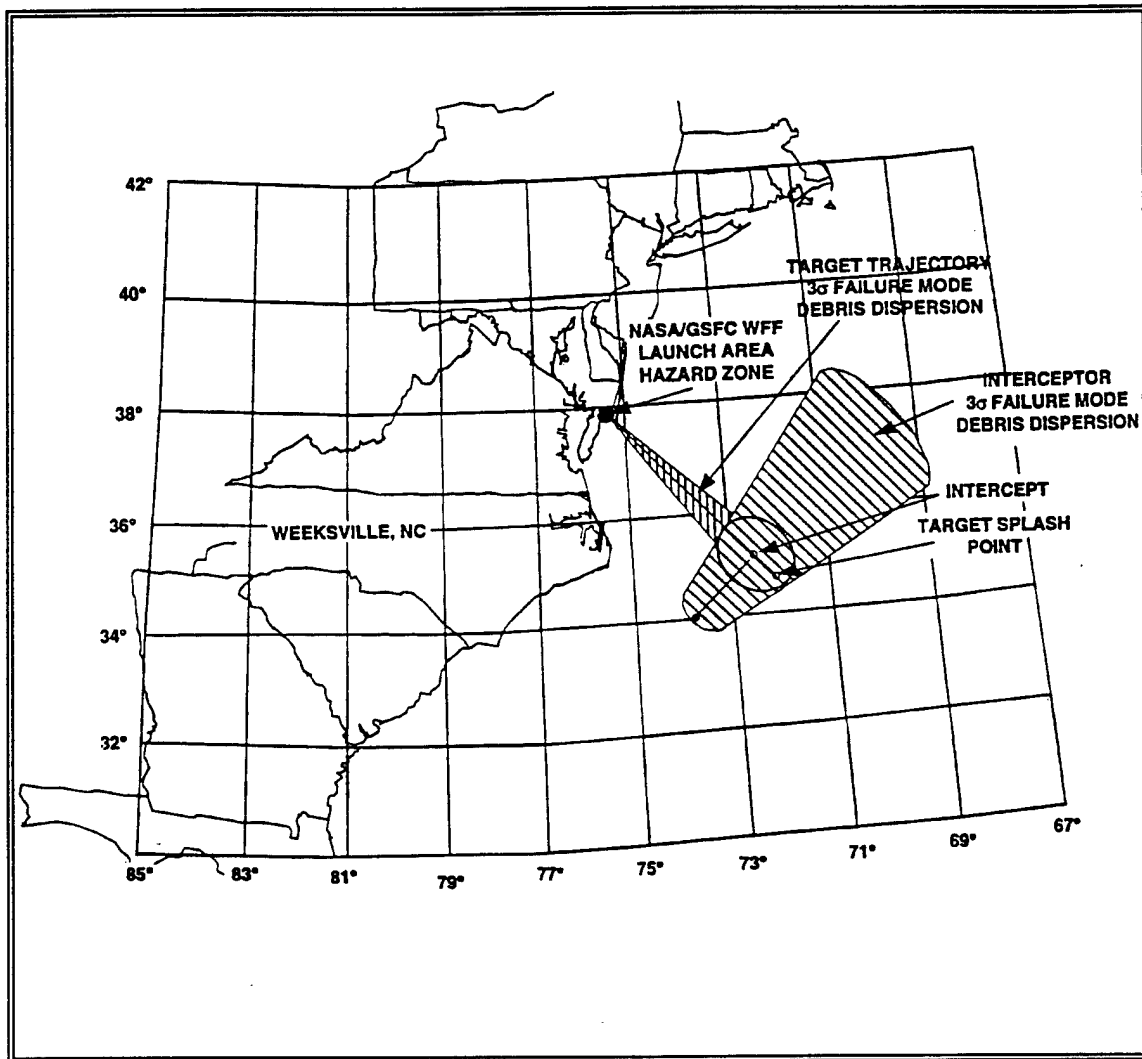 42°
TARGET TRAJECTORY
3σ FAILURE MODE
DEBRIS DISPERSION
40°
NASA/GSFC WFF
LAUNCH AREA
HAZARD ZONE
INTERCEPTOR
3σ FAILURE MODE
DEBRIS DISPERSION
38°
INTERCEPT
36°
WEEKSVILLE, NC
TARGET SPLASH
POINT
34°
32°
85°
83°
81°
79°
77°
75°
73°
71°
69°
67°